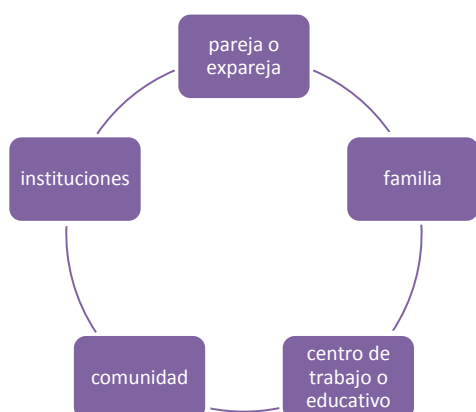 pareja o
expareja
familia
centro de
trabajo o
educativo
comunidad
instituciones